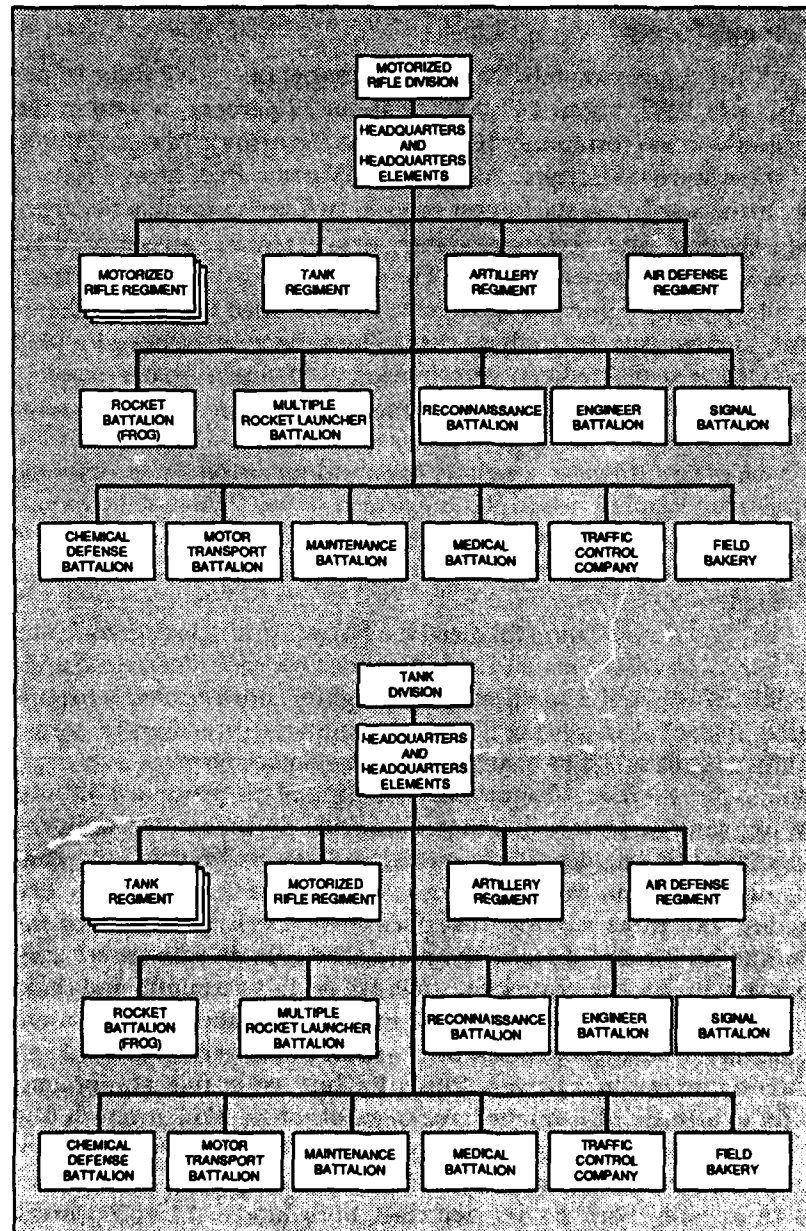 MOTORIZED
RIFLE DIVISION
HEADQUARTERS
AND
HEADQUARTERS
ELEMENTS
MOTORIZED
RIFLE REGIMENT
TANK
REGIMENT
ARTILLERY
REGIMENT
AIR DEFENSE
REGIMENT
ROCKET
BATTALION
(FROG)
MULTIPLE
ROCKET LAUNCHER
BATTALION
RECONNAISSANCE
BATTALION
ENGINEER
BATTALION
SIGNAL
BATTALION
CHEMICAL
DEFENSE
BATTALION
MOTOR
TRANSPORT
BATTALION
MAINTENANCE
BATTALION
MEDICAL
BATTALION
TRAFFIC
CONTROL
COMPANY
FIELD
BAKERY
TANK
DIVISION
HEADQUARTERS
AND
HEADQUARTERS
ELEMENTS
TANK
REGIMENT
MOTORIZED
RIFLE REGIMENT
ARTILLERY
REGIMENT
AIR DEFENSE
REGIMENT
ROCKET
BATTALION
(FROG)
MULTIPLE
ROCKET LAUNCHER
BATTALION
RECONNAISSANCE
BATTALION
ENGINEER
BATTALION
SIGNAL
BATTALION
CHEMICAL
DEFENSE
BATTALION
MOTOR
TRANSPORT
BATTALION
MAINTENANCE
BATTALION
MEDICAL
BATTALION
TRAFFIC
CONTROL
COMPANY
FIELD
BAKERY